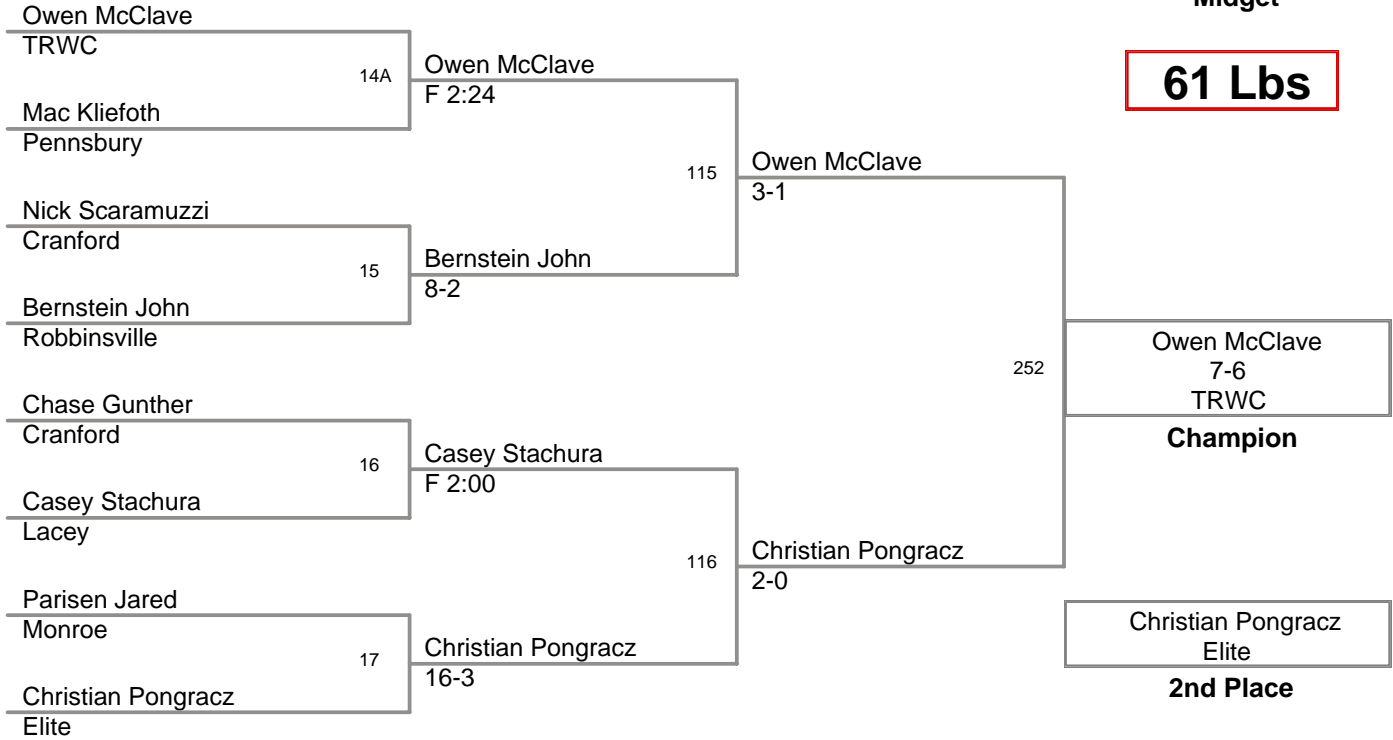 Midget
61 Lbs
Owen McClave
TRWC
14A
Mac Kliefoth
Pennsbury
Owen McClave
F 2:24
Nick Scaramuzzi
Cranford
15
Bernstein John
Robbinsville
Bernstein John
8-2
115
Owen McClave
3-1
Chase Gunther
Cranford
16
Casey Stachura
Lacey
Casey Stachura
F 2:00
Parisen Jared
Monroe
17
Christian Pongracz
Elite
Christian Pongracz
16-3
116
Christian Pongracz
2-0
252
Owen McClave
7-6
TRWC
Champion
Christian Pongracz
Elite
2nd Place